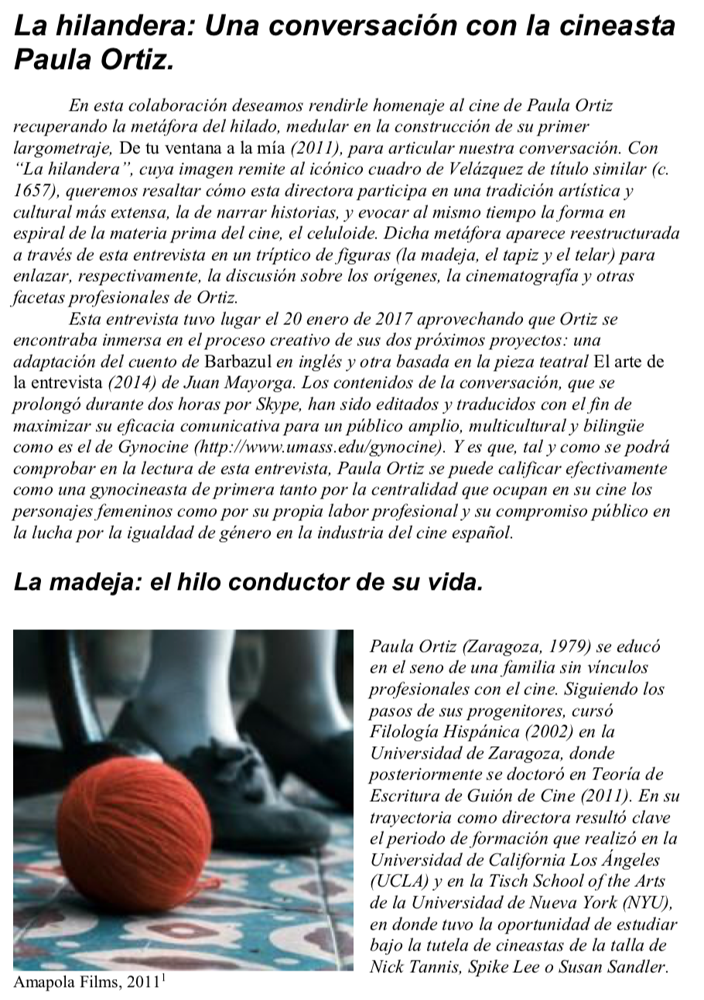 La hilandera: Una conversación con la cineasta
Paula Ortiz.
En esta colaboración deseamos rendirle homenaje al cine de Paula Ortiz
recuperando la metáfora del hilado, medular en la construcción de su primer
largometraje, De tu ventana a la mía (2011), para articular nuestra conversación. Con
“La hilandera”, cuya imagen remite al icónico cuadro de Velázquez de título similar (c.
1657), queremos resaltar cómo esta directora participa en una tradición artística y
cultural más extensa, la de narrar historias, y evocar al mismo tiempo la forma en
espiral de la materia prima del cine, el celuloide. Dicha metáfora aparece reestructurada
a través de esta entrevista en un tríptico de figuras (la madeja, el tapiz y el telar) para
enlazar, respectivamente, la discusión sobre los orígenes, la cinematografía y otras
facetas profesionales de Ortiz.
Esta entrevista tuvo lugar el 20 enero de 2017 aprovechando que Ortiz se
encontraba inmersa en el proceso creativo de sus dos próximos proyectos: una
adaptación del cuento de Barbazul en inglés y otra basada en la pieza teatral El arte de
la entrevista (2014) de Juan Mayorga. Los contenidos de la conversación, que se
prolongó durante dos horas por Skype, han sido editados y traducidos con el fin de
maximizar su eficacia comunicativa para un público amplio, multicultural y bilingüe
como es el de Gynocine (http://www.umass.edu/gynocine). Y es que, tal y como se podrá
comprobar en la lectura de esta entrevista, Paula Ortiz se puede calificar efectivamente
como una gynocineasta de primera tanto por la centralidad que ocupan en su cine los
personajes femeninos como por su propia labor profesional y su compromiso público en
la lucha por la igualdad de género en la industria del cine español.
La madeja: el hilo conductor de su vida.
Paula Ortiz (Zaragoza, 1979) se educó
en el seno de una familia sin vínculos
profesionales con el cine. Siguiendo los
pasos de sus progenitores, cursó
Filología Hispánica (2002) en la
Universidad de Zaragoza, donde
posteriormente se doctoró en Teoría de
Escritura de Guión de Cine (2011). En su
trayectoria como directora resultó clave
el periodo de formación que realizó en la
Universidad de California Los Ángeles
(UCLA) y en la Tisch School of the Arts
de la Universidad de Nueva York (NYU),
en donde tuvo la oportunidad de estudiar
bajo la tutela de cineastas de la talla de
Nick Tannis, Spike Lee o Susan Sandler.
Amapola Films, 2011¹